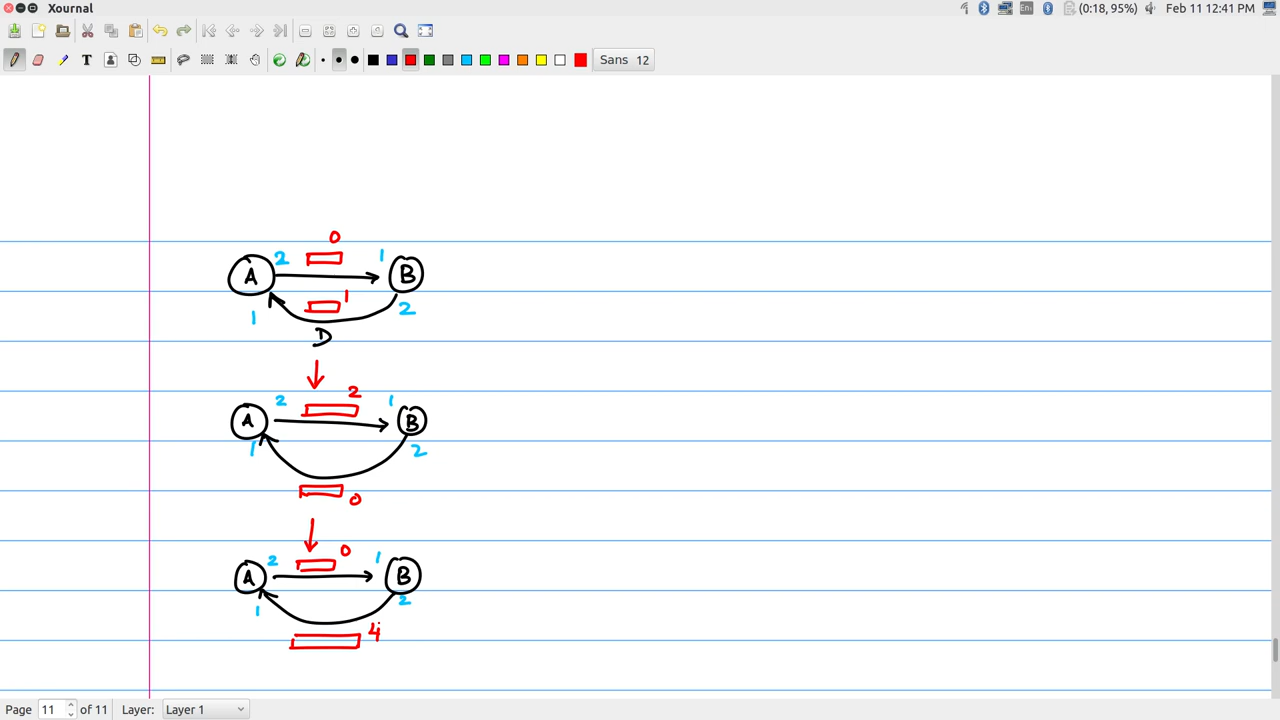 Xournal
En
(0:18, 95%)
Feb 11 12:41 PM
T
Sans 12
0
2 1
A B
1
1 2
D
2
2 1
A B
1 2
0
0
2 1
A B
1 2
4
Page 11 of 11 Layer: Layer 1